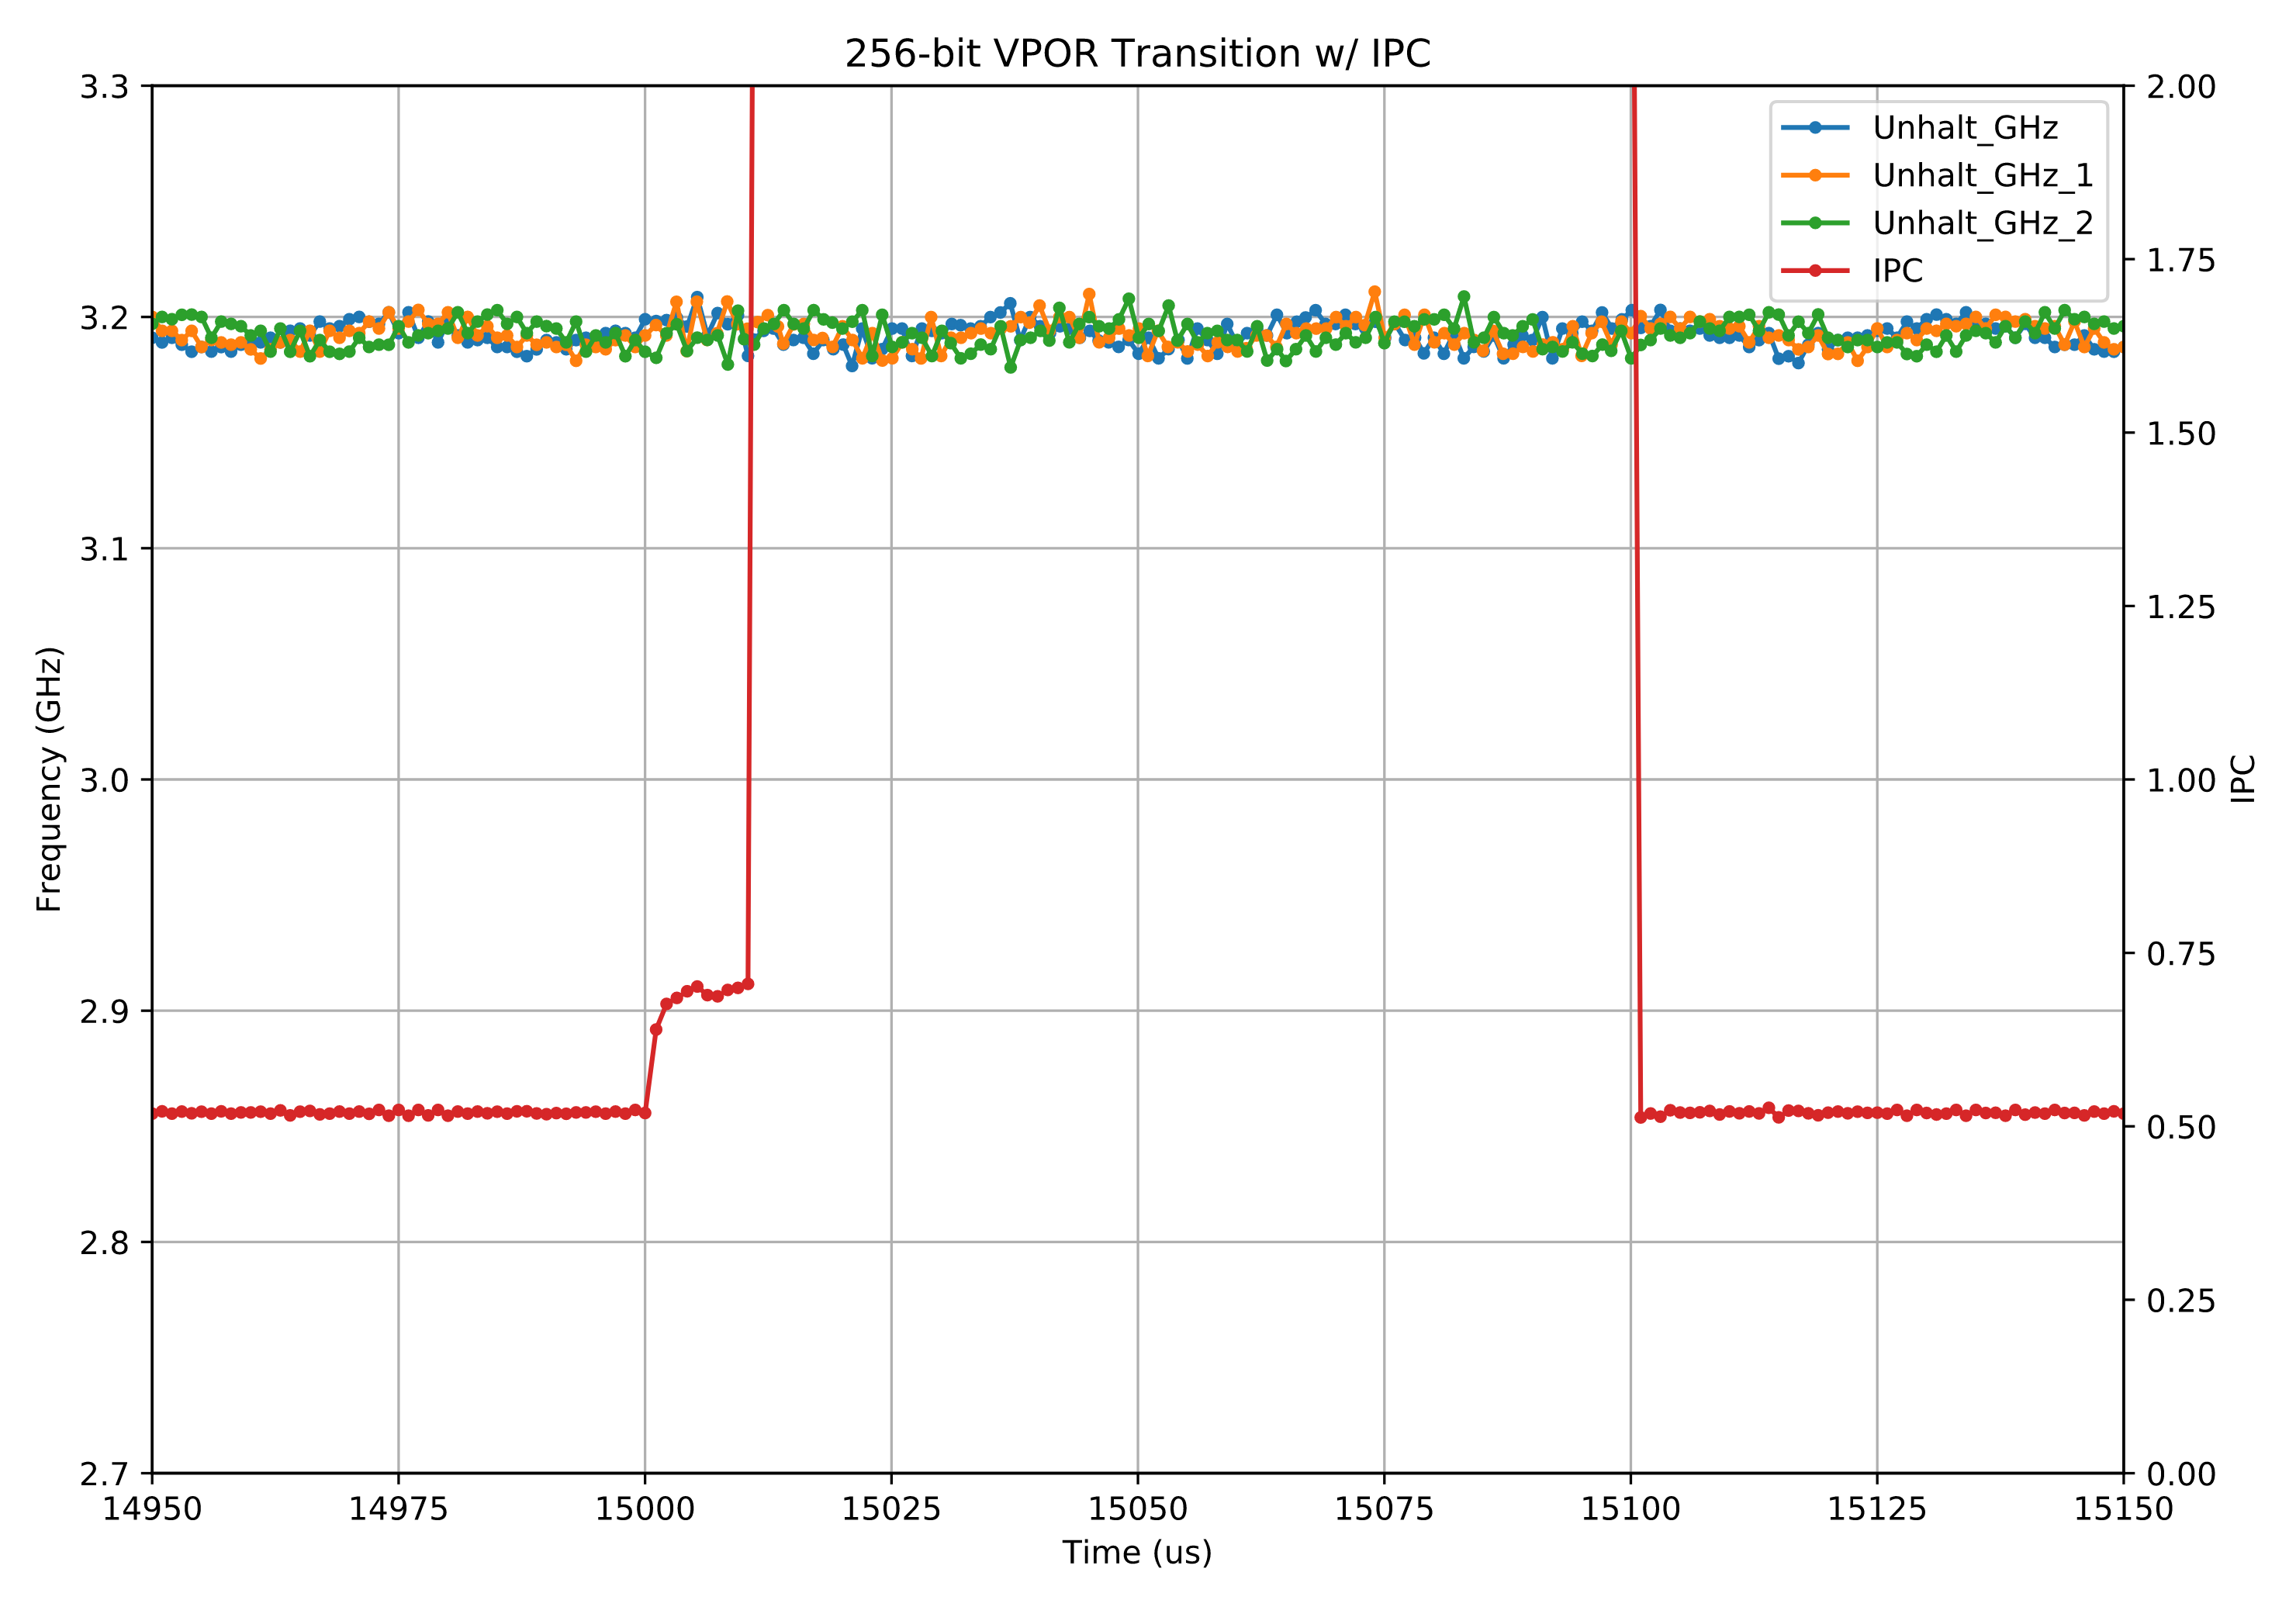 256-bit VPOR Transition w/ IPC
3.3
3.2
3.1
3.0
2.9
2.8
2.7
Frequency (GHz)
2.00
1.75
1.50
1.25
1.00
0.75
0.50
0.25
0.00
IPC
Unhalt_GHz
Unhalt_GHz_1
Unhalt_GHz_2
IPC
14950 14975 15000 15025 15050 15075 15100 15125 15150
Time (us)